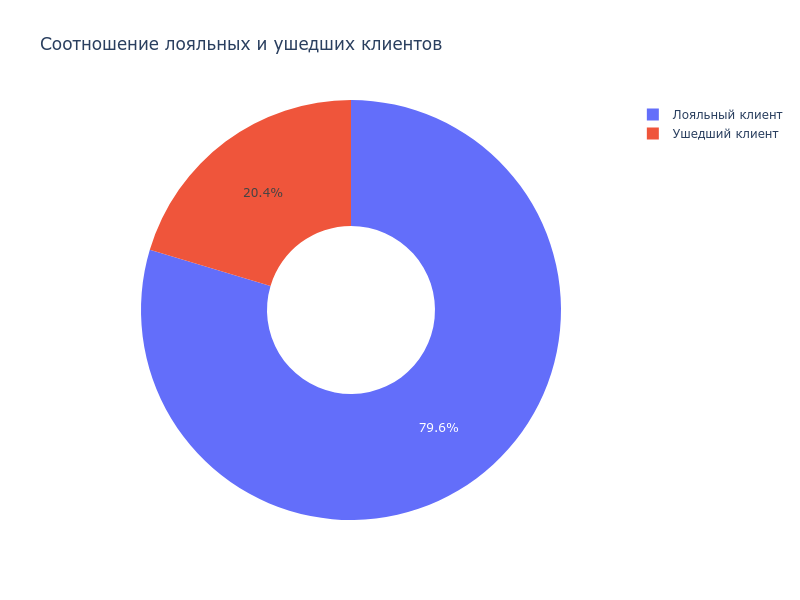 Соотношение лояльных и ушедших клиентов
Лояльный клиент
Ушедший клиент
20.4%
79.6%